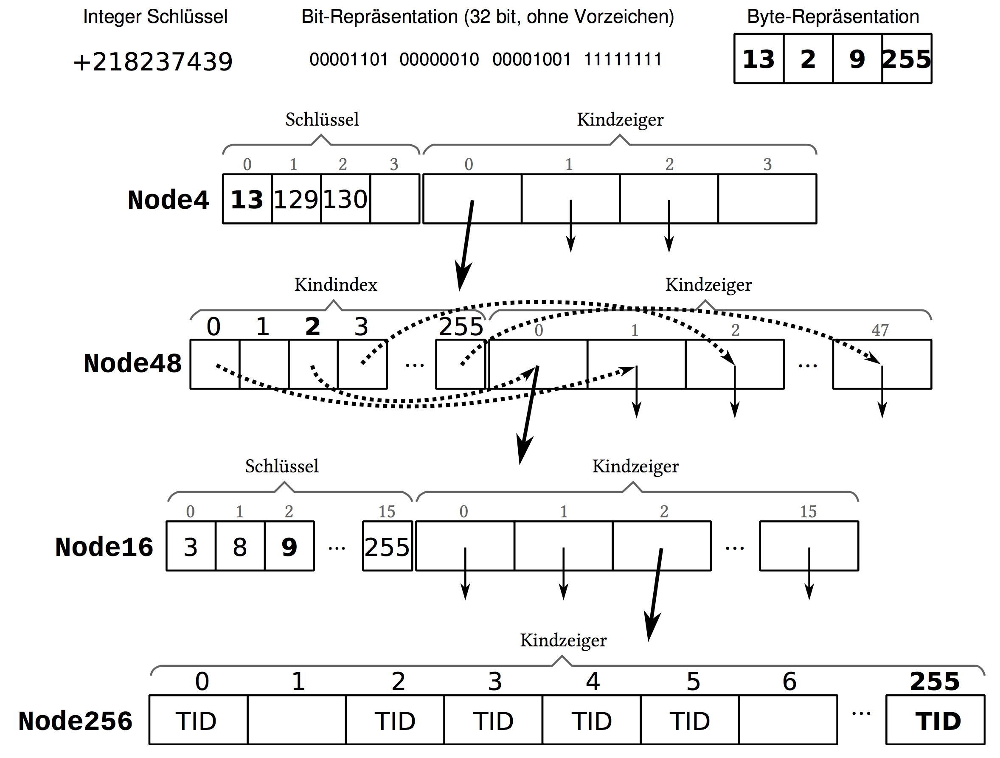 Integer Schlüssel Bit-Repräsentation (32 bit, ohne Vorzeichen) Byte-Repräsentation
+218237439 00001101 00000010 00001001 11111111 13 2 9 255
Schlüssel Kindzeiger
0 1 2 3 0 1 2 3
Node4 13 129 130
Kindindex Kindzeiger
0 1 2 3 255 0 1 2 47
Node48 ... ...
Schlüssel Kindzeiger
0 1 2 15 0 1 2 15
Node16 3 8 9 ... 255 ...
Kindzeiger
0 1 2 3 4 5 6 255
Node256 TID TID TID TID TID ... TID